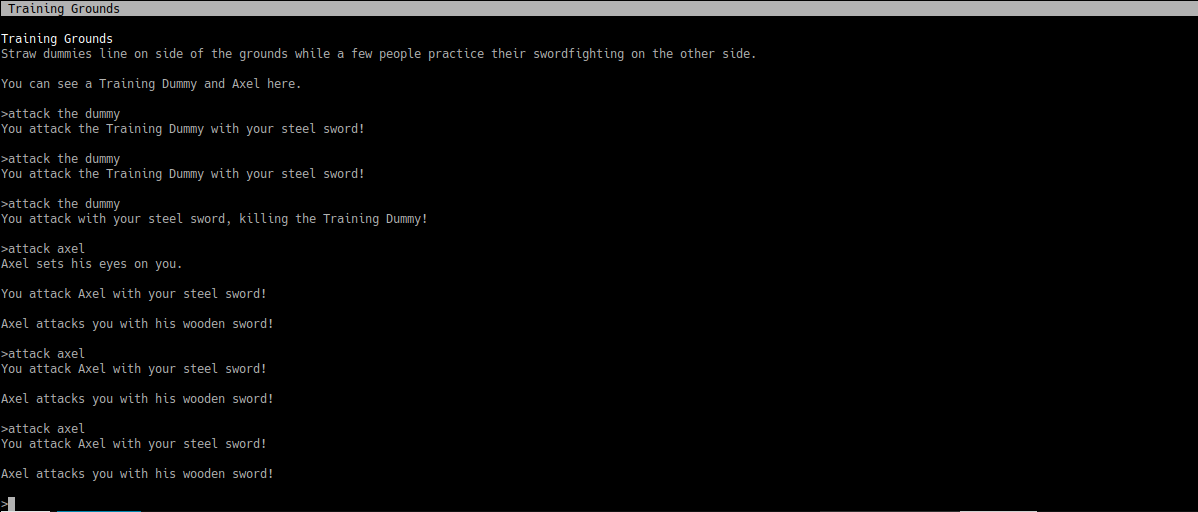 Training Grounds
Training Grounds
Straw dummies line on side of the grounds while a few people practice their swordfighting on the other side.
You can see a Training Dummy and Axel here.
>attack the dummy
You attack the Training Dummy with your steel sword!
>attack the dummy
You attack the Training Dummy with your steel sword!
>attack the dummy
You attack with your steel sword, killing the Training Dummy!
>attack axel
Axel sets his eyes on you.
You attack Axel with your steel sword!
Axel attacks you with his wooden sword!
>attack axel
You attack Axel with your steel sword!
Axel attacks you with his wooden sword!
>attack axel
You attack Axel with your steel sword!
Axel attacks you with his wooden sword!
>